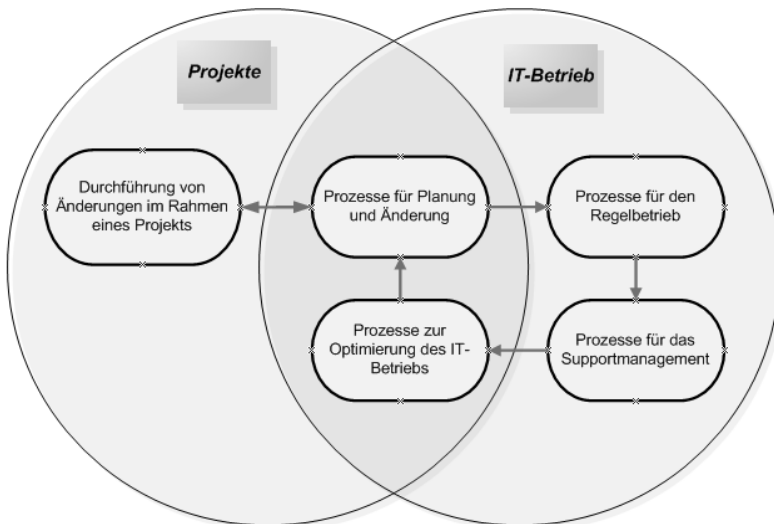 Projekte
IT-Betrieb
Durchführung von
Änderungen im Rahmen
eines Projekts
Prozesse für Planung
und Änderung
Prozesse für den
Regelbetrieb
Prozesse zur
Optimierung des IT-
Betriebs
Prozesse für das
Supportmanagement